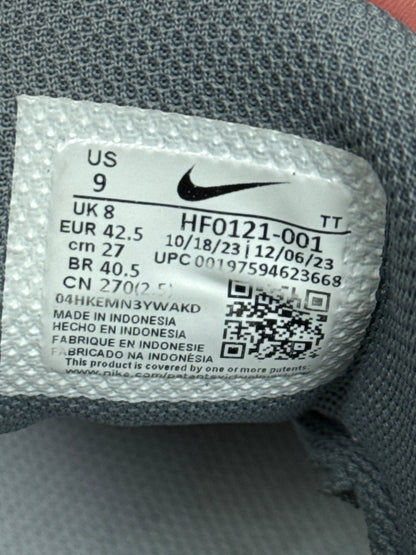 US
9
UK 8
EUR 42.5
cm 27
BR 40.5
CN 270(2.5)
TT
HF0121-001
10/18/23 | 12/06/23
UPC 00197594623668
04HKEMN3YWAKD
MADE IN INDONESIA
HECHO EN INDONESIA
FABRIQUE EN INDONESIE
FABRICADO NA INDONÉSIA
This product is covered by one or more patents.